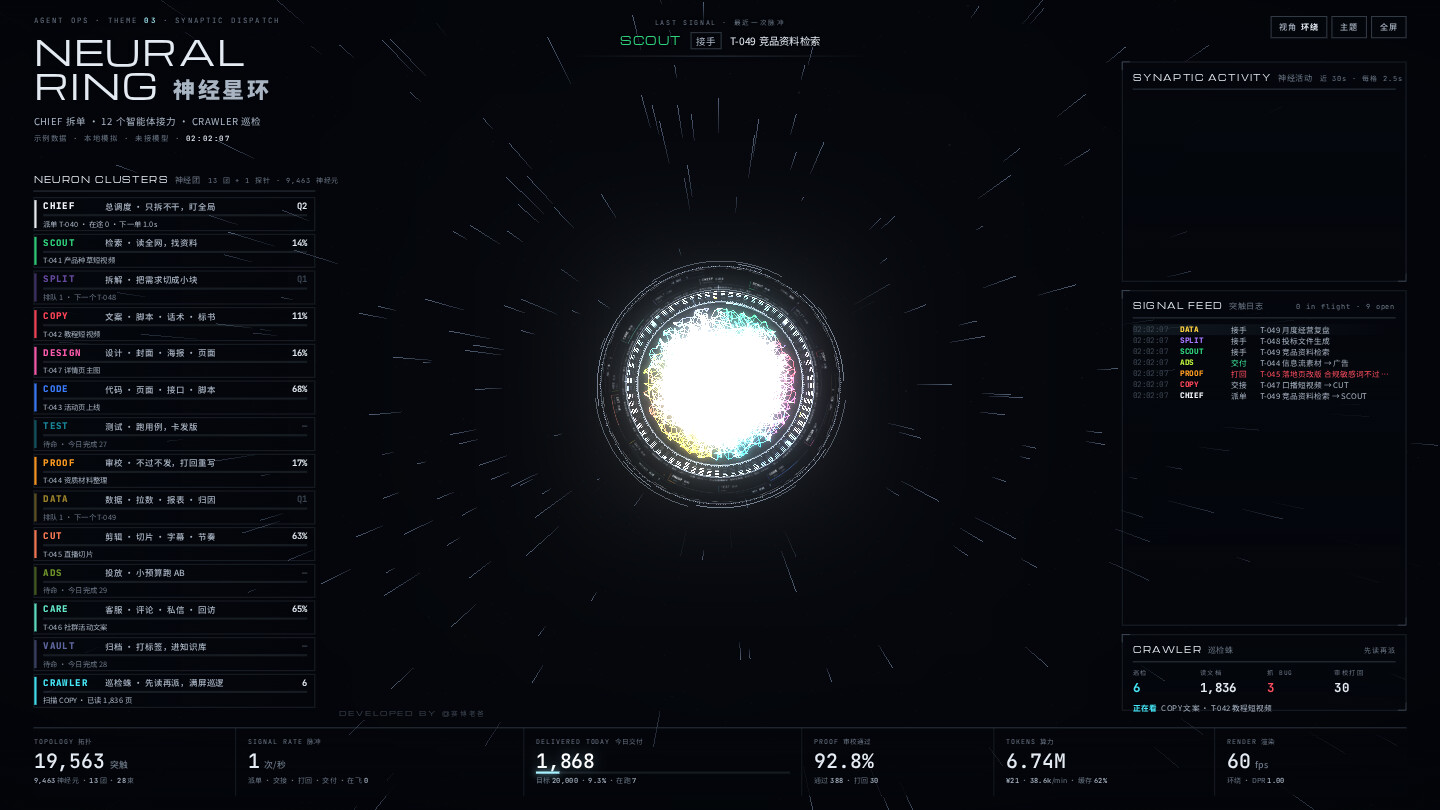 AGENT OPS · THEME 03 · SYNAPTIC DISPATCH
NEURAL
RING 神经星环
CHIEF 拆单 · 12 个智能体接力 · CRAWLER 巡检
示例数据 · 本地模拟 · 未接模型 · 02:02:07
LAST SIGNAL · 最近一次脉冲
SCOUT 接手 T-049 竞品资料检索
视角 环绕 主题 全屏
NEURON CLUSTERS 神经团 13 团 + 1 探针 · 9,463 神经元
CHIEF 总调度 · 只拆不干，盯全局 Q2
派单 T-040 · 在途 0 · 下一单 1.0s
SCOUT 检索 · 读全网，找资料 14%
T-041 产品种草短视频
SPLIT 拆解 · 把需求切成小块 Q1
排队 1 · 下一个 T-048
COPY 文案 · 脚本 · 话术 · 标书 11%
T-042 教程短视频
DESIGN 设计 · 封面 · 海报 · 页面 16%
T-047 详情页主图
CODE 代码 · 页面 · 接口 · 脚本 68%
T-043 活动页上线
TEST 测试 · 跑用例，卡发版 —
待命 · 今日完成 27
PROOF 审校 · 不过不发，打回重写 17%
T-044 资质材料整理
DATA 数据 · 拉数 · 报表 · 归因 Q1
排队 1 · 下一个 T-049
CUT 剪辑 · 切片 · 字幕 · 节奏 63%
T-045 直播切片
ADS 投放 · 小预算跑 AB —
待命 · 今日完成 29
CARE 客服 · 评论 · 私信 · 回访 65%
T-046 社群活动文案
VAULT 归档 · 打标签，进知识库 —
待命 · 今日完成 28
CRAWLER 巡检蛛 · 先读再派，满屏巡逻 6
扫描 COPY · 已读 1,836 页
DEVELOPED BY @英博老爸
SYNAPTIC ACTIVITY 神经活动 近 30s · 每格 2.5s
SIGNAL FEED 突触日志 0 in flight · 9 open
02:02:07 DATA 接手 T-049 月度经营复盘
02:02:07 SPLIT 接手 T-048 投标文件生成
02:02:07 SCOUT 接手 T-049 竞品资料检索
02:02:07 ADS 交付 T-044 信息流素材 → 广告
02:02:07 PROOF 打回 T-045 落地页改版 合规敏感词不过 …
02:02:07 COPY 交接 T-047 口播短视频 → CUT
02:02:07 CHIEF 派单 T-049 竞品资料检索 → SCOUT
CRAWLER 巡检蛛 先读再派
巡检 读文档 抓 BUG 审校打回
6 1,836 3 30
正在看 COPY 文案 · T-042 教程短视频
TOPOLOGY 拓扑
19,563 突触
9,463 神经元 · 13 团 · 28 束
SIGNAL RATE 脉冲
1 次/秒
派单 · 交接 · 打回 · 交付 · 在飞 0
DELIVERED TODAY 今日交付
1,868
目标 20,000 · 9.3% · 在跑 7
PROOF 审校通过
92.8%
通过 388 · 打回 30
TOKENS 算力
6.74M
¥21 · 38.6k/min · 缓存 62%
RENDER 渲染
60 fps
环绕 · DPR 1.00